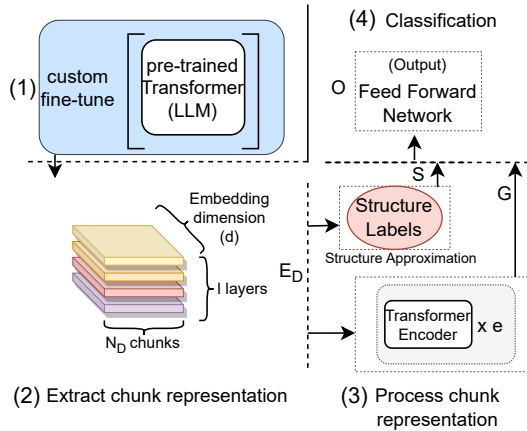 (1) custom
fine-tune
pre-trained
Transformer
(LLM)
(4) Classification
(Output)
O Feed Forward
Network
S
G
Embedding
dimension
(d)
l layers
N_D chunks
E_D
Structure
Labels
Structure Approximation
Transformer
Encoder
x e
(2) Extract chunk representation
(3) Process chunk
representation